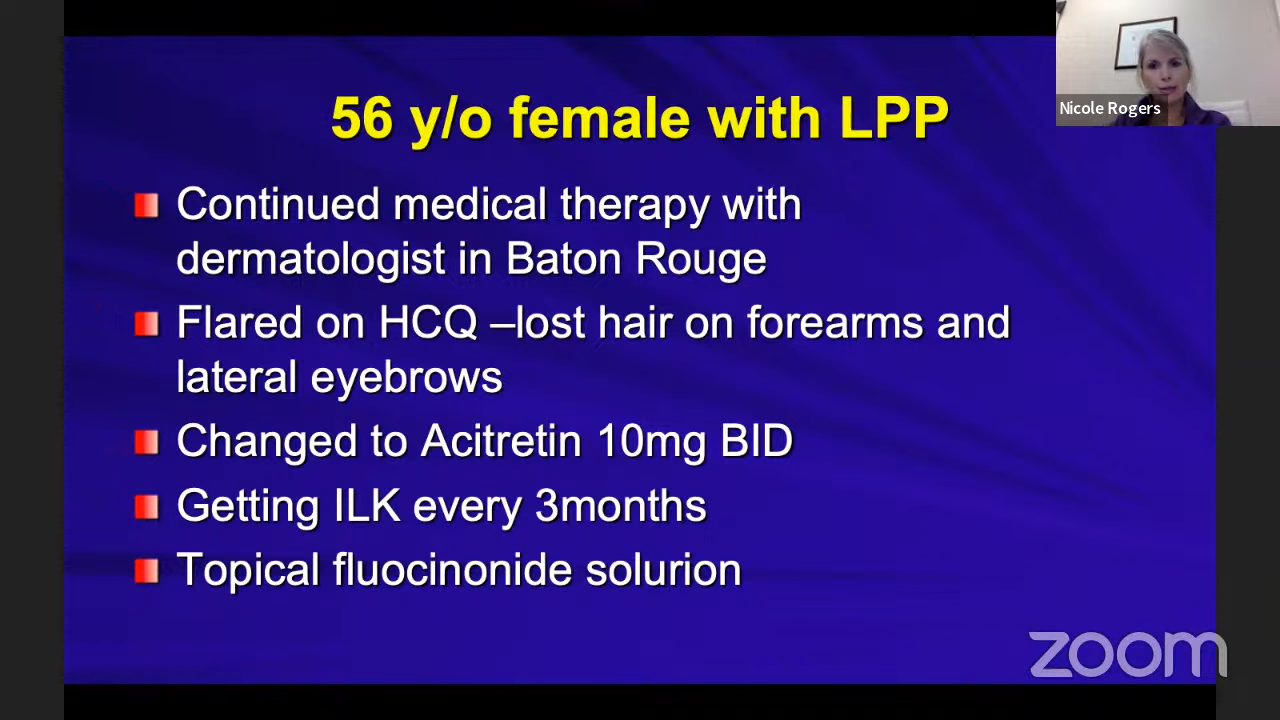 56 y/o female with LPP
Nicole Rogers
Continued medical therapy with
dermatologist in Baton Rouge
Flared on HCQ –lost hair on forearms and
lateral eyebrows
Changed to Acitretin 10mg BID
Getting ILK every 3months
Topical fluocinonide solurion
zoom